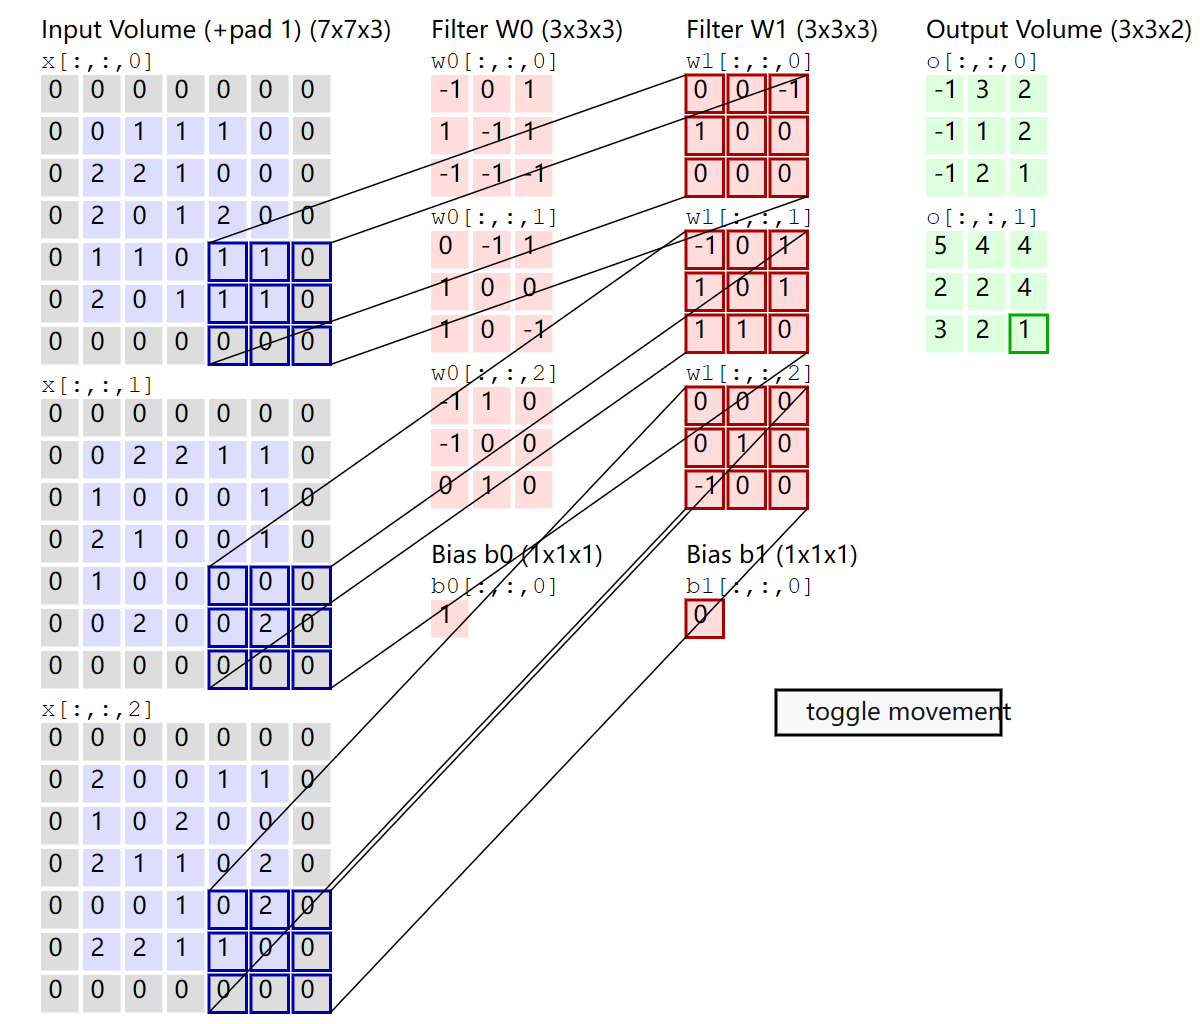 Input Volume (+pad 1) (7x7x3)
x[:,:,0]
0 0 0 0 0 0 0
0 0 1 1 1 0 0
0 2 2 1 0 0 0
0 2 0 1 2 0 0
0 1 1 0 1 1 0
0 2 0 1 1 1 0
0 0 0 0 0 0 0
x[:,:,1]
0 0 0 0 0 0 0
0 0 2 2 1 1 0
0 1 0 0 0 1 0
0 2 1 0 0 1 0
0 1 0 0 0 0 0
0 0 2 0 0 2 0
0 0 0 0 0 0 0
x[:,:,2]
0 0 0 0 0 0 0
0 2 0 0 1 1 0
0 1 0 2 0 0 0
0 2 1 1 0 2 0
0 0 0 1 0 2 0
0 2 2 1 1 0 0
0 0 0 0 0 0 0
Filter W0 (3x3x3)
w0[:,:,0]
-1 0 1
1 -1 1
-1 -1 -1
w0[:,:,1]
0 -1 1
1 0 0
1 0 -1
w0[:,:,2]
-1 1 0
-1 0 0
0 1 0
Bias b0 (1x1x1)
b0[:,:,0]
1
Filter W1 (3x3x3)
w1[:,:,0]
0 0 -1
1 0 0
0 0 0
w1[:,:,1]
-1 0 1
1 0 1
1 1 0
w1[:,:,2]
0 0 0
0 1 0
-1 0 0
Bias b1 (1x1x1)
b1[:,:,0]
0
Output Volume (3x3x2)
o[:,:,0]
-1 3 2
-1 1 2
-1 2 1
o[:,:,1]
5 4 4
2 2 4
3 2 1
toggle movement